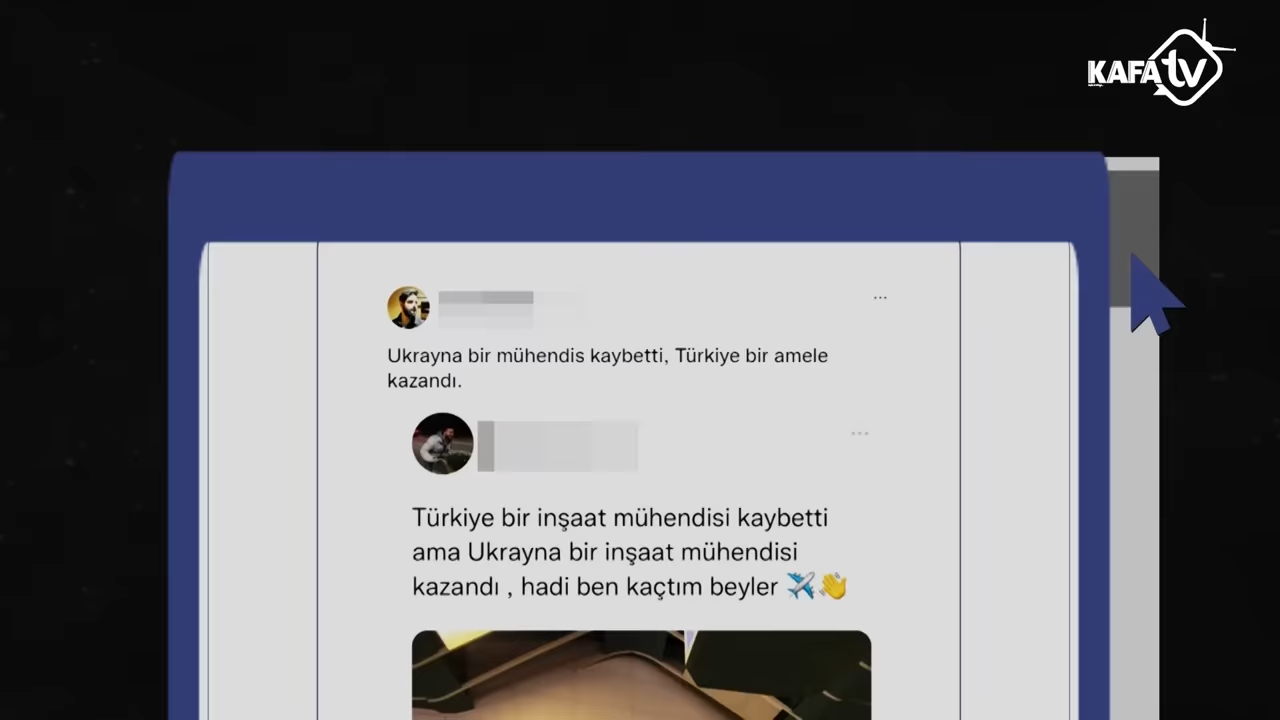 KAFA tv
Ukrayna bir mühendis kaybetti, Türkiye bir amele
kazandı.
Türkiye bir inşaat mühendisi kaybetti
ama Ukrayna bir inşaat mühendisi
kazandı , hadi ben kaçtım beyler ✈️👋